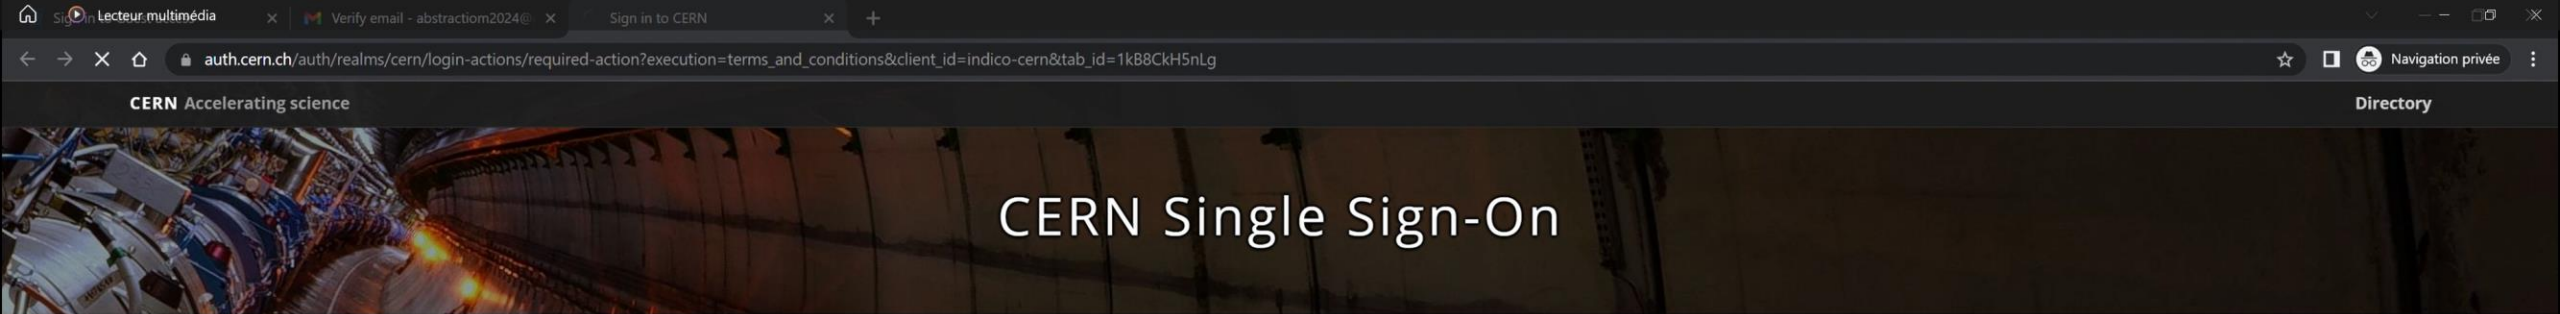 Lecteur multimédia
Verify email - abstractiom2024@
Sign in to CERN
auth.cern.ch/auth/realms/cern/login-actions/required-action?execution=terms_and_conditions&client_id=indico-cern&tab_id=1kB8CkH5nLg
Navigation privée
CERN Accelerating science
Directory
CERN Single Sign-On